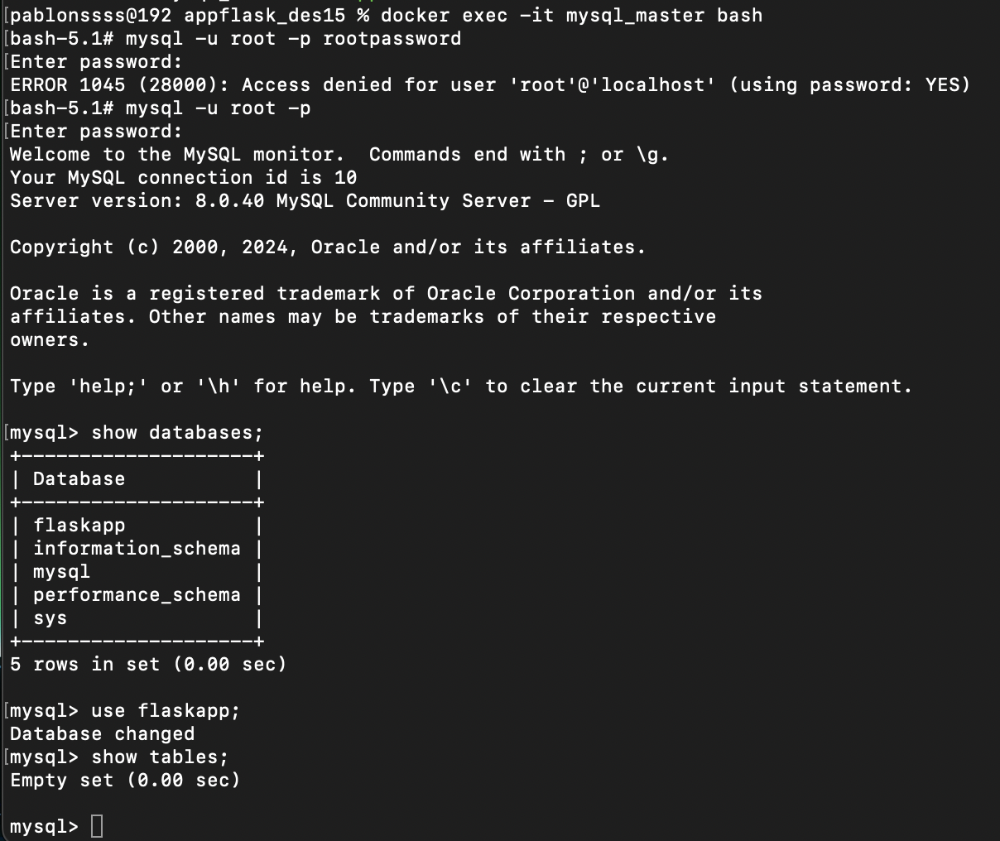 [pablonssss@192 appflask_des15 % docker exec -it mysql_master bash
[bash-5.1# mysql -u root -p rootpassword
[Enter password:
ERROR 1045 (28000): Access denied for user 'root'@'localhost' (using password: YES)
[bash-5.1# mysql -u root -p
[Enter password:
Welcome to the MySQL monitor.  Commands end with ; or \g.
Your MySQL connection id is 10
Server version: 8.0.40 MySQL Community Server - GPL

Copyright (c) 2000, 2024, Oracle and/or its affiliates.

Oracle is a registered trademark of Oracle Corporation and/or its
affiliates. Other names may be trademarks of their respective
owners.

Type 'help;' or '\h' for help. Type '\c' to clear the current input statement.

[mysql> show databases;
+--------------------+
| Database           |
+--------------------+
| flaskapp           |
| information_schema |
| mysql              |
| performance_schema |
| sys                |
+--------------------+
5 rows in set (0.00 sec)

[mysql> use flaskapp;
Database changed
[mysql> show tables;
Empty set (0.00 sec)

mysql>